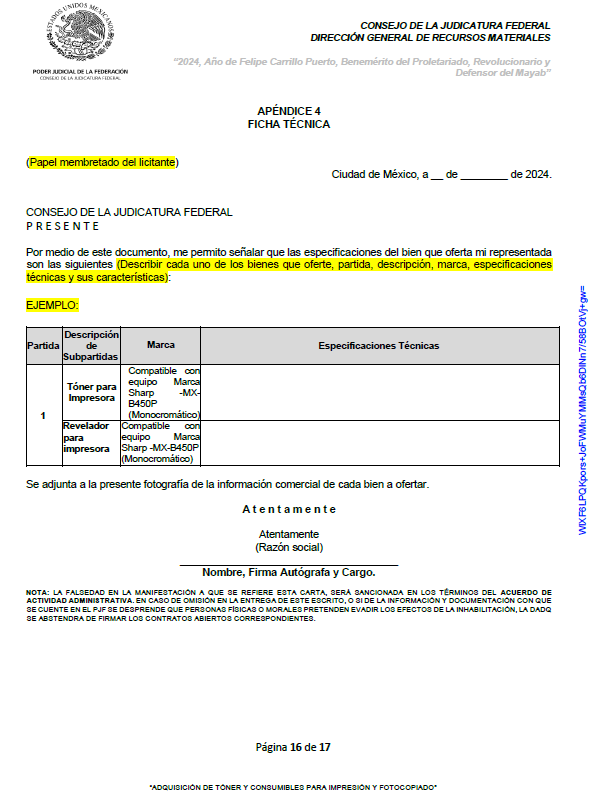 ESTADOS UNIDOS MEXICANOS
PODER JUDICIAL DE LA FEDERACIÓN
CONSEJO DE LA JUDICATURA FEDERAL
CONSEJO DE LA JUDICATURA FEDERAL
DIRECCIÓN GENERAL DE RECURSOS MATERIALES
"2024, Año de Felipe Carrillo Puerto, Benemérito del Proletariado, Revolucionario y
Defensor del Mayab"
APÉNDICE 4
FICHA TÉCNICA
(Papel membretado del licitante)
Ciudad de México, a __ de ________ de 2024.
CONSEJO DE LA JUDICATURA FEDERAL
P R E S E N T E
Por medio de este documento, me permito señalar que las especificaciones del bien que oferta mi representada
son las siguientes (Describir cada uno de los bienes que oferte, partida, descripción, marca, especificaciones
técnicas y sus características):
EJEMPLO:
Partida
Descripción
de
Subpartidas
Marca
Especificaciones Técnicas
1
Tóner para
Impresora
Compatible con
equipo Marca
Sharp -MX-
B450P
(Monocromático)
Revelador
para
impresora
Compatible con
equipo Marca
Sharp -MX-B450P
(Monocromático)
Se adjunta a la presente fotografía de la información comercial de cada bien a ofertar.
A t e n t a m e n t e
Atentamente
(Razón social)
Nombre, Firma Autógrafa y Cargo.
NOTA: LA FALSEDAD EN LA MANIFESTACIÓN A QUE SE REFIERE ESTA CARTA, SERÁ SANCIONADA EN LOS TÉRMINOS DEL ACUERDO DE
ACTIVIDAD ADMINISTRATIVA. EN CASO DE OMISIÓN EN LA ENTREGA DE ESTE ESCRITO, O SI DE LA INFORMACIÓN Y DOCUMENTACIÓN CON QUE
SE CUENTE EN EL PJF SE DESPRENDE QUE PERSONAS FÍSICAS O MORALES PRETENDEN EVADIR LOS EFECTOS DE LA INHABILITACIÓN, LA DADQ
SE ABSTENDRA DE FIRMAR LOS CONTRATOS ABIERTOS CORRESPONDIENTES.
Página 16 de 17
"ADQUISICIÓN DE TÓNER Y CONSUMIBLES PARA IMPRESIÓN Y FOTOCOPIADO"